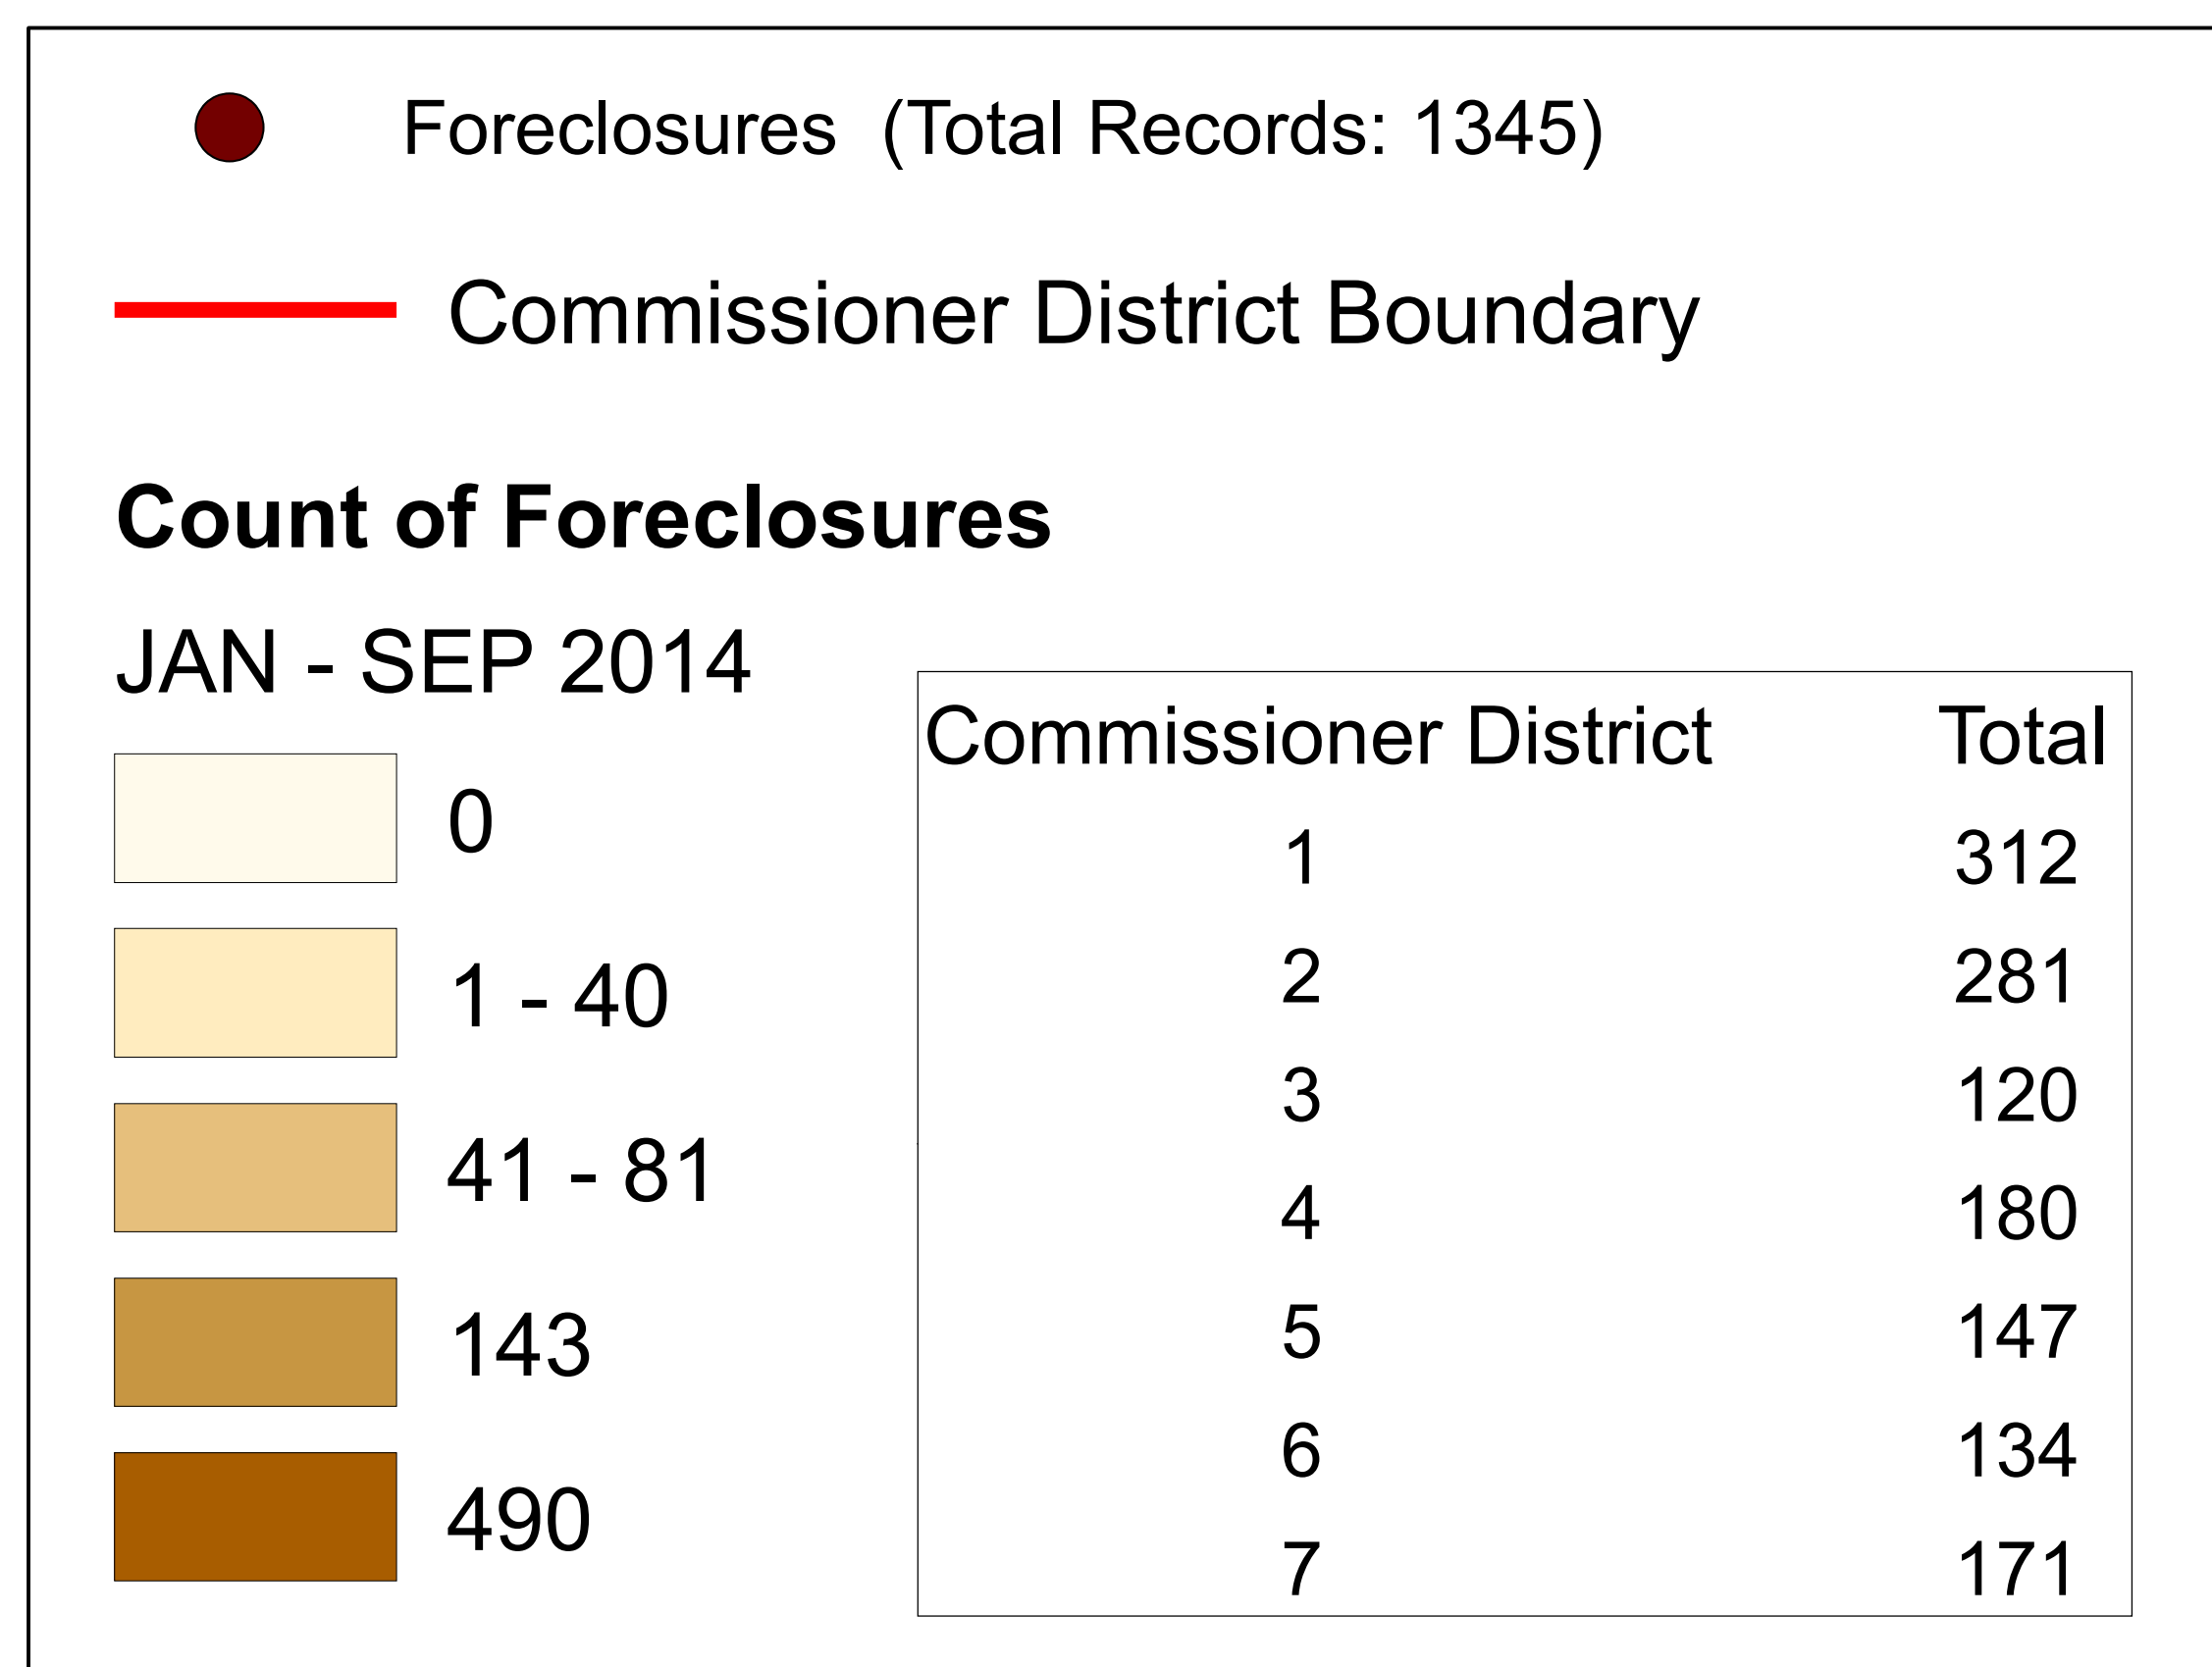 Foreclosures (Total Records: 1345)
Commissioner District Boundary
Count of Foreclosures
JAN - SEP 2014
0
1 - 40
41 - 81
143
490
Commissioner District Total
1 312
2 281
3 120
4 180
5 147
6 134
7 171